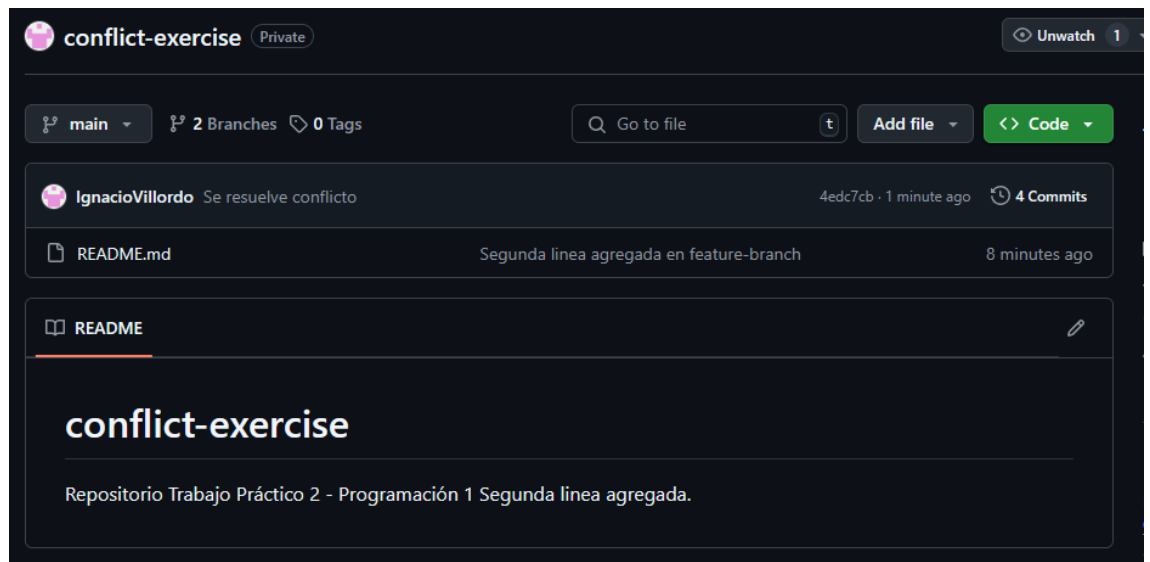 conflict-exercise Private Unwatch 1
main 2 Branches 0 Tags Go to file t Add file <> Code
IgnacioVillordo Se resuelve conflicto 4edc7cb · 1 minute ago 4 Commits
README.md Segunda linea agregada en feature-branch 8 minutes ago
README
conflict-exercise
Repositorio Trabajo Práctico 2 - Programación 1 Segunda linea agregada.